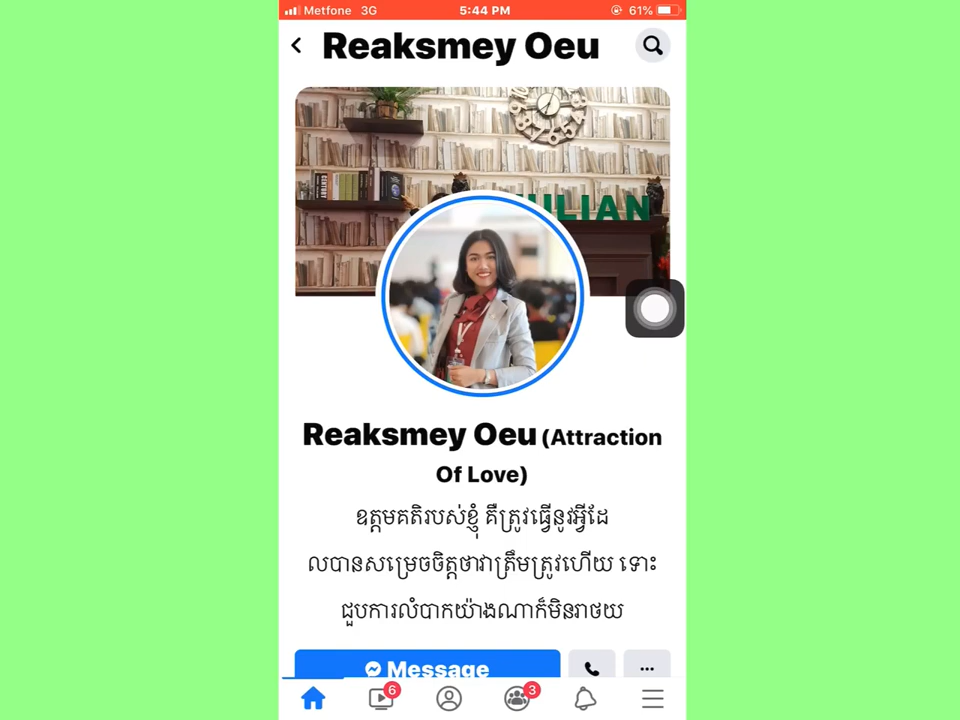 Metfone 3G 5:44 PM 61%
Reaksmey Oeu
CENTURY
ULIAN
Reaksmey Oeu (Attraction
Of Love)
ឧត្តមគតិរបស់ខ្ញុំ គឺត្រូវធ្វើនូវអ្វីដែ
លបានសម្រេចចិត្តថាវាត្រឹមត្រូវហើយ ទោះ
ជួបការលំបាកយ៉ាងណាក៏មិនរាថយ
Message
6 3